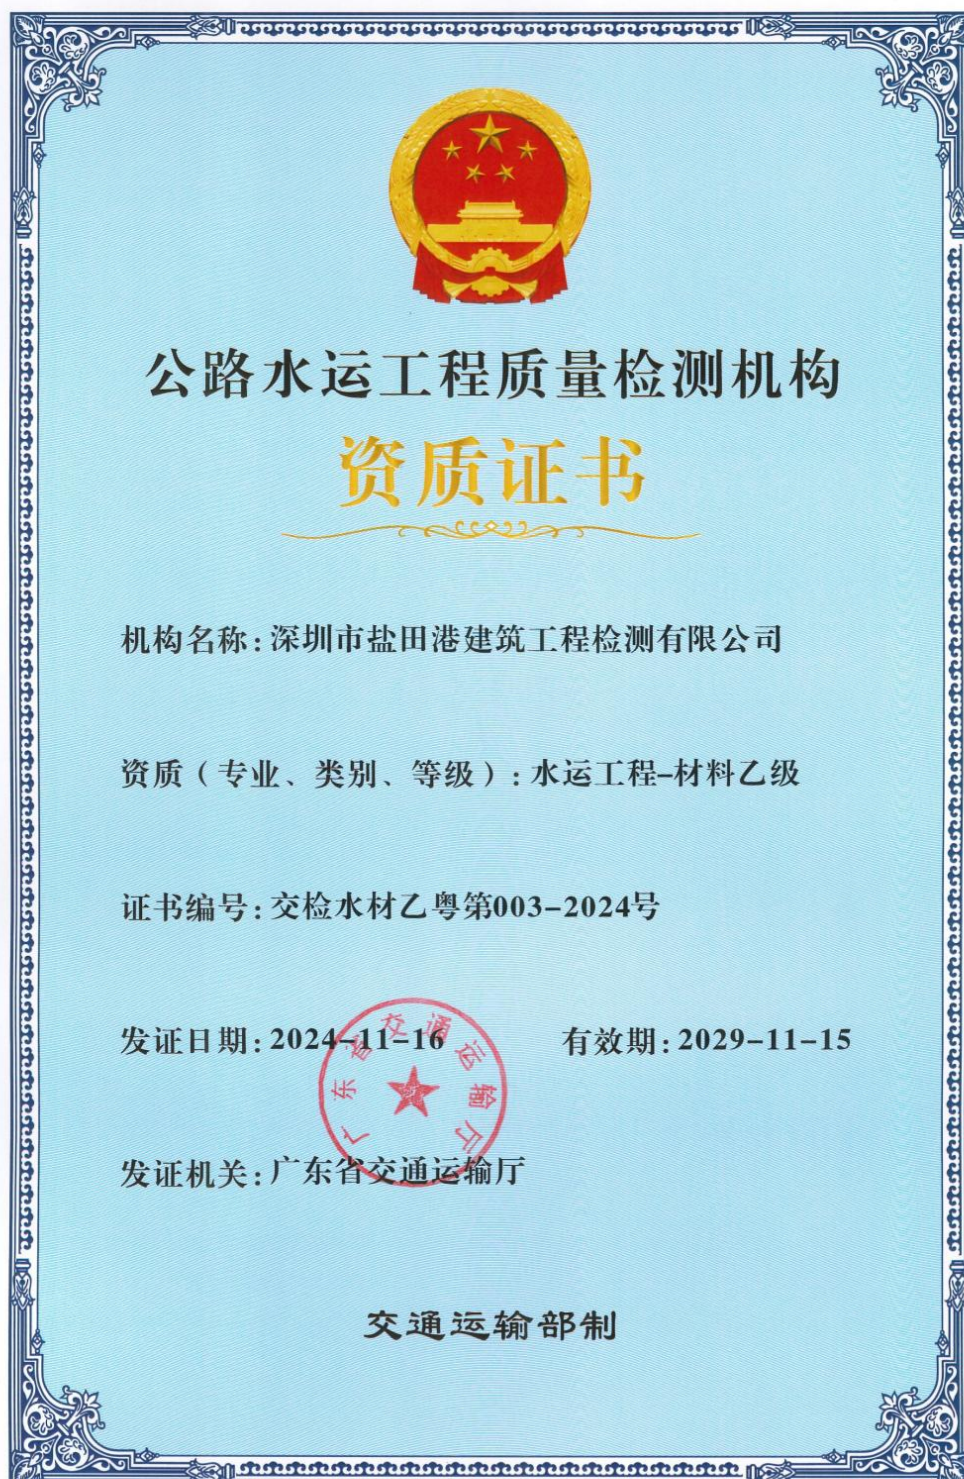 公路水运工程质量检测机构
资质证书
机构名称:深圳市盐田港建筑工程检测有限公司
资质（专业、类别、等级）:水运工程-材料乙级
证书编号:交检水材乙粤第003-2024号
发证日期:2024-11-16 有效期:2029-11-15
广东省交通运输厅
发证机关:广东省交通运输厅
交通运输部制